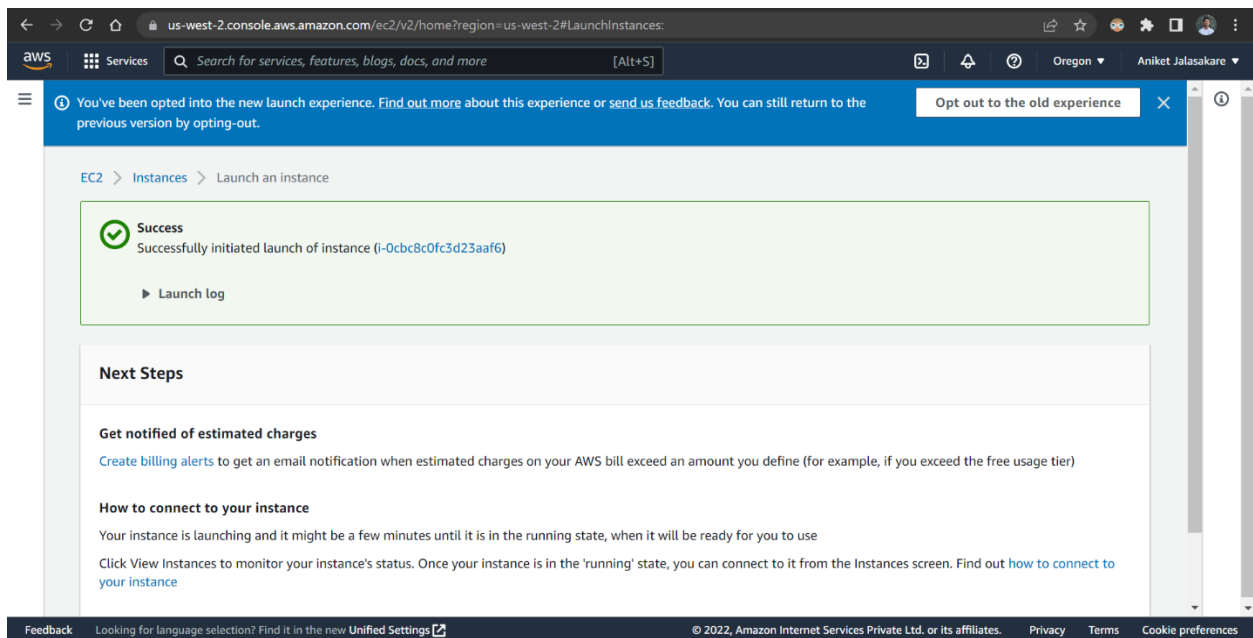 us-west-2.console.aws.amazon.com/ec2/v2/home?region=us-west-2#LaunchInstances:
aws Services Search for services, features, blogs, docs, and more [Alt+S] Oregon Aniket Jalasakare
You've been opted into the new launch experience. Find out more about this experience or send us feedback. You can still return to the
previous version by opting-out.
Opt out to the old experience
EC2 > Instances > Launch an instance
Success
Successfully initiated launch of instance (i-0cbc8c0fc3d23aaf6)
Launch log
Next Steps
Get notified of estimated charges
Create billing alerts to get an email notification when estimated charges on your AWS bill exceed an amount you define (for example, if you exceed the free usage tier)
How to connect to your instance
Your instance is launching and it might be a few minutes until it is in the running state, when it will be ready for you to use
Click View Instances to monitor your instance's status. Once your instance is in the 'running' state, you can connect to it from the Instances screen. Find out how to connect to
your instance
Feedback Looking for language selection? Find it in the new Unified Settings © 2022, Amazon Internet Services Private Ltd. or its affiliates. Privacy Terms Cookie preferences